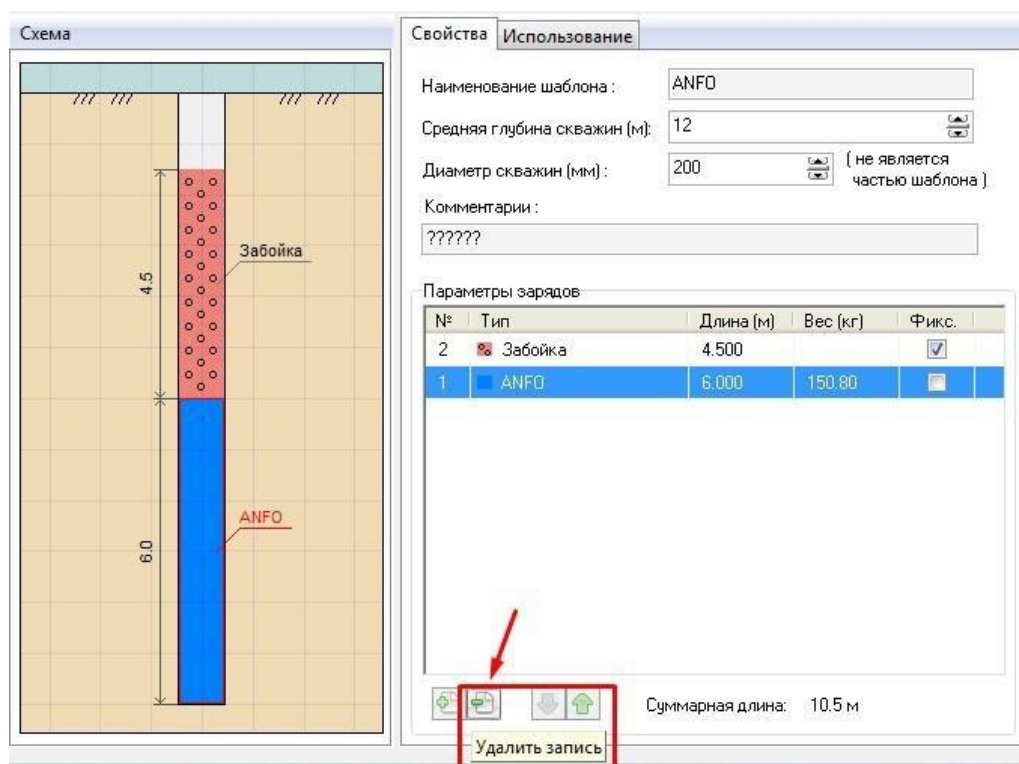 Схема
/// ///
/// ///
Забойка
4.5
ANFO
6.0
Свойства Использование
Наименование шаблона : ANFO
Средняя глубина скважин (м): 12
Диаметр скважин (мм) : 200 ( не является
частью шаблона )
Комментарии :
??????
Параметры зарядов
№ Тип Длина (м) Вес (кг) Фикс.
2 Забойка 4.500
1 ANFO 6.000 150.80
Суммарная длина: 10.5 м
Удалить запись